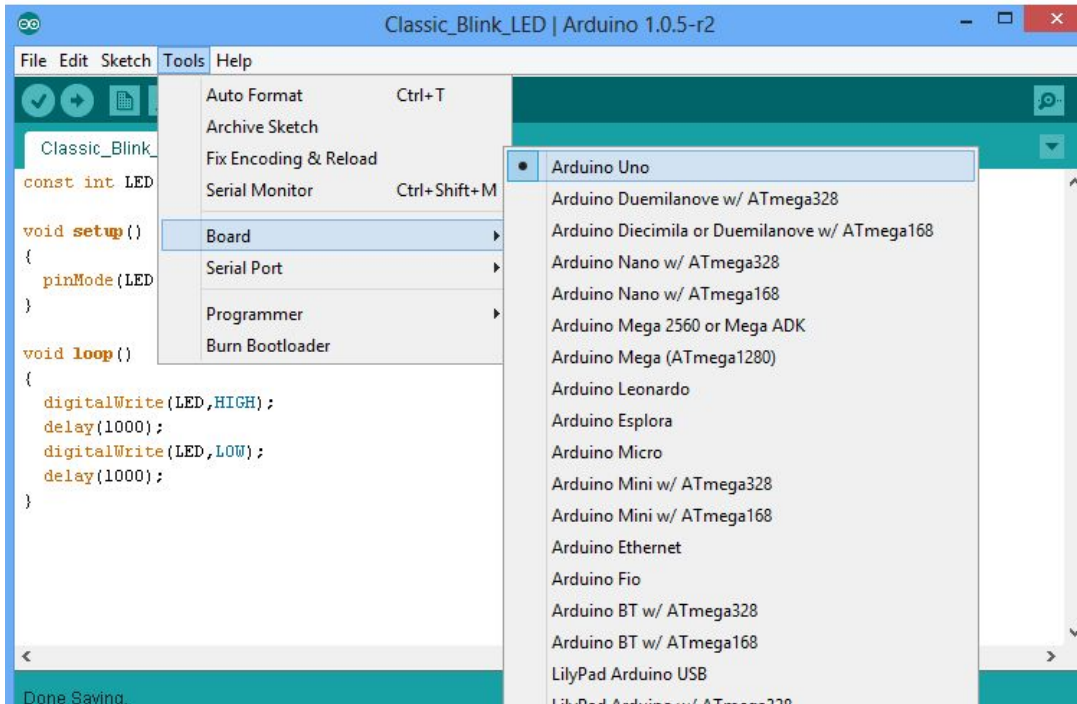 Classic_Blink_LED | Arduino 1.0.5-r2
File Edit Sketch Tools Help
Classic_Blink_
const int LED
void setup()
{
pinMode(LED
}
void loop()
{
digitalWrite(LED,HIGH);
delay(1000);
digitalWrite(LED,LOW);
delay(1000);
}
Auto Format Ctrl+T
Archive Sketch
Fix Encoding & Reload
Serial Monitor Ctrl+Shift+M
Board
Serial Port
Programmer
Burn Bootloader
Arduino Uno
Arduino Duemilanove w/ ATmega328
Arduino Diecimila or Duemilanove w/ ATmega168
Arduino Nano w/ ATmega328
Arduino Nano w/ ATmega168
Arduino Mega 2560 or Mega ADK
Arduino Mega (ATmega1280)
Arduino Leonardo
Arduino Esplora
Arduino Micro
Arduino Mini w/ ATmega328
Arduino Mini w/ ATmega168
Arduino Ethernet
Arduino Fio
Arduino BT w/ ATmega328
Arduino BT w/ ATmega168
LilyPad Arduino USB
LilyPad Arduino w/ ATmega328
Done Saving.